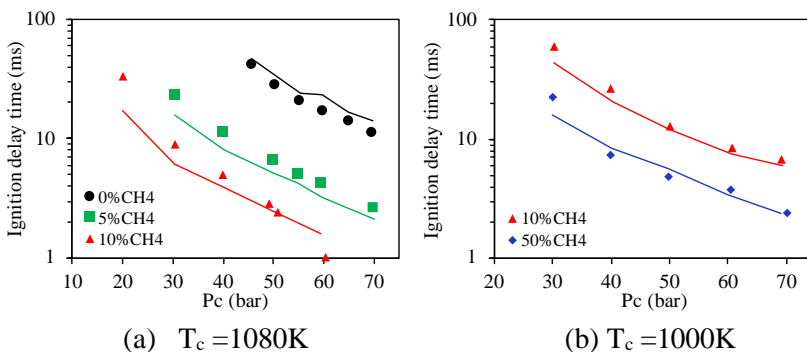 Ignition delay time (ms)
100
10
1
0%CH4
5%CH4
10%CH4
10 20 30 40 50 60 70
Pc (bar)
(a) Tc =1080K
Ignition delay time (ms)
100
10
1
10%CH4
50%CH4
20 30 40 50 60 70
Pc (bar)
(b) Tc =1000K